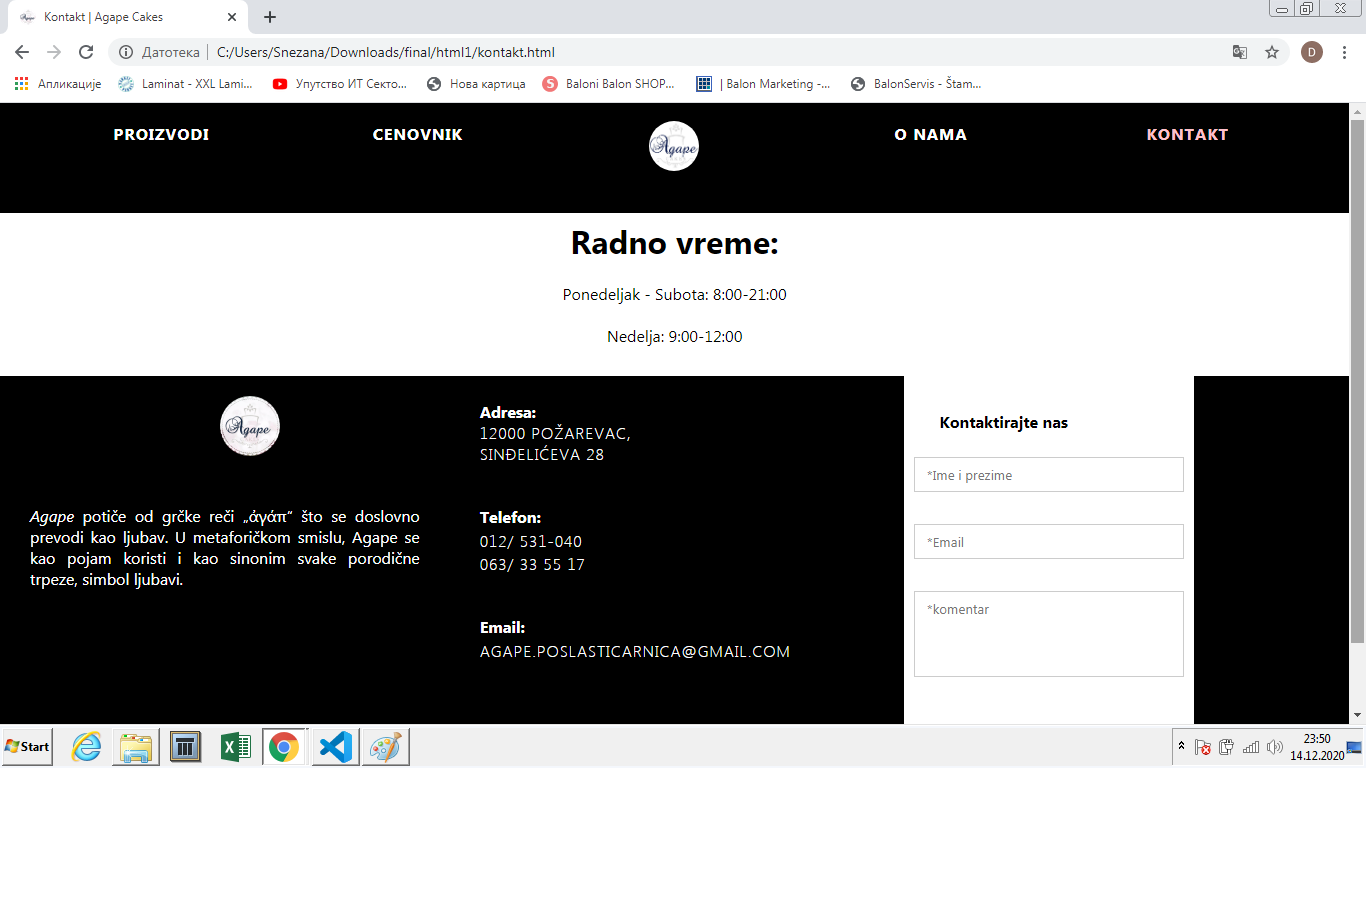 Kontakt | Agape Cakes
Датотека | C:/Users/Snezana/Downloads/final/html1/kontakt.html
D
Апликације
Laminat - XXL Lami...
Упутство ИТ Секто...
Нова картица
S
Baloni Balon SHOP...
| Balon Marketing -...
BalonServis - Štam...
PROIZVODI
CENOVNIK
Agape
O NAMA
KONTAKT
Radno vreme:
Ponedeljak - Subota: 8:00-21:00
Nedelja: 9:00-12:00
Agape
Agape potiče od grčke reči „ἀγάπ“ što se doslovno
prevodi kao ljubav. U metaforičkom smislu, Agape se
kao pojam koristi i kao sinonim svake porodične
trpeze, simbol ljubavi.
Adresa:
12000 POŽAREVAC,
SINĐELIĆEVA 28
Telefon:
012/ 531-040
063/ 33 55 17
Email:
AGAPE.POSLASTICARNICA@GMAIL.COM
Kontaktirajte nas
*Ime i prezime
*Email
*komentar
Start
23:50
14.12.2020